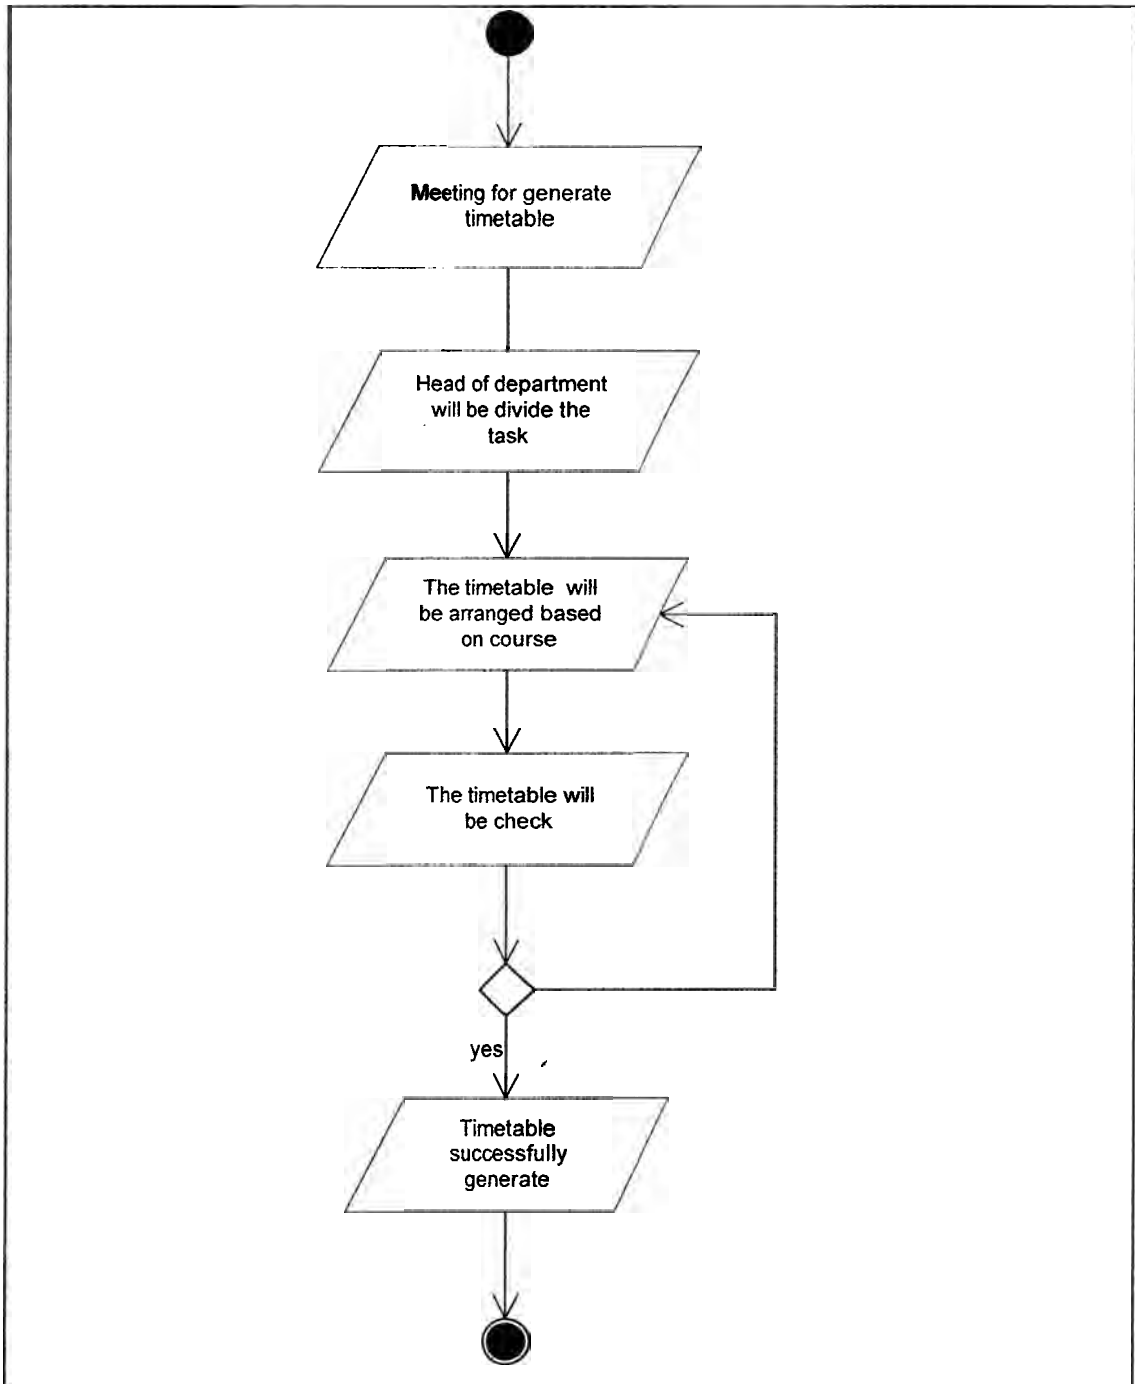 Meeting for generate
timetable
Head of department
will be divide the
task
The timetable will
be arranged based
on course
The timetable will
be check
yes
Timetable
successfully
generate